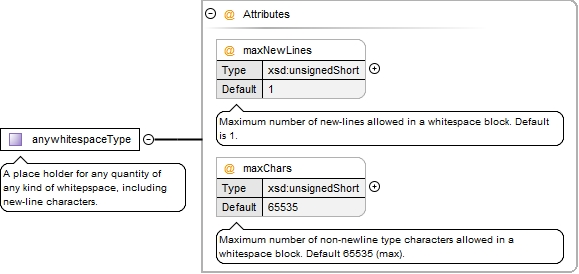 @ Attributes
@ maxNewLines
Type xsd:unsignedShort
Default 1
Maximum number of new-lines allowed in a whitespace block. Default
is 1.
anywhitespaceType
A place holder for any quantity of
any kind of whitepspace, including
new-line characters.
@ maxChars
Type xsd:unsignedShort
Default 65535
Maximum number of non-newline type characters allowed in a
whitespace block. Default 65535 (max).